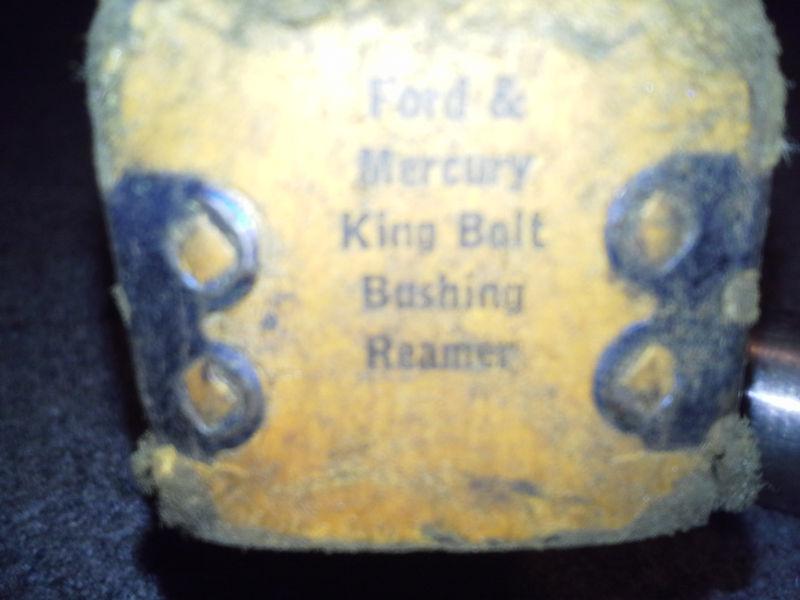 Ford &
Mercury
King Bolt
Bushing
Reamer